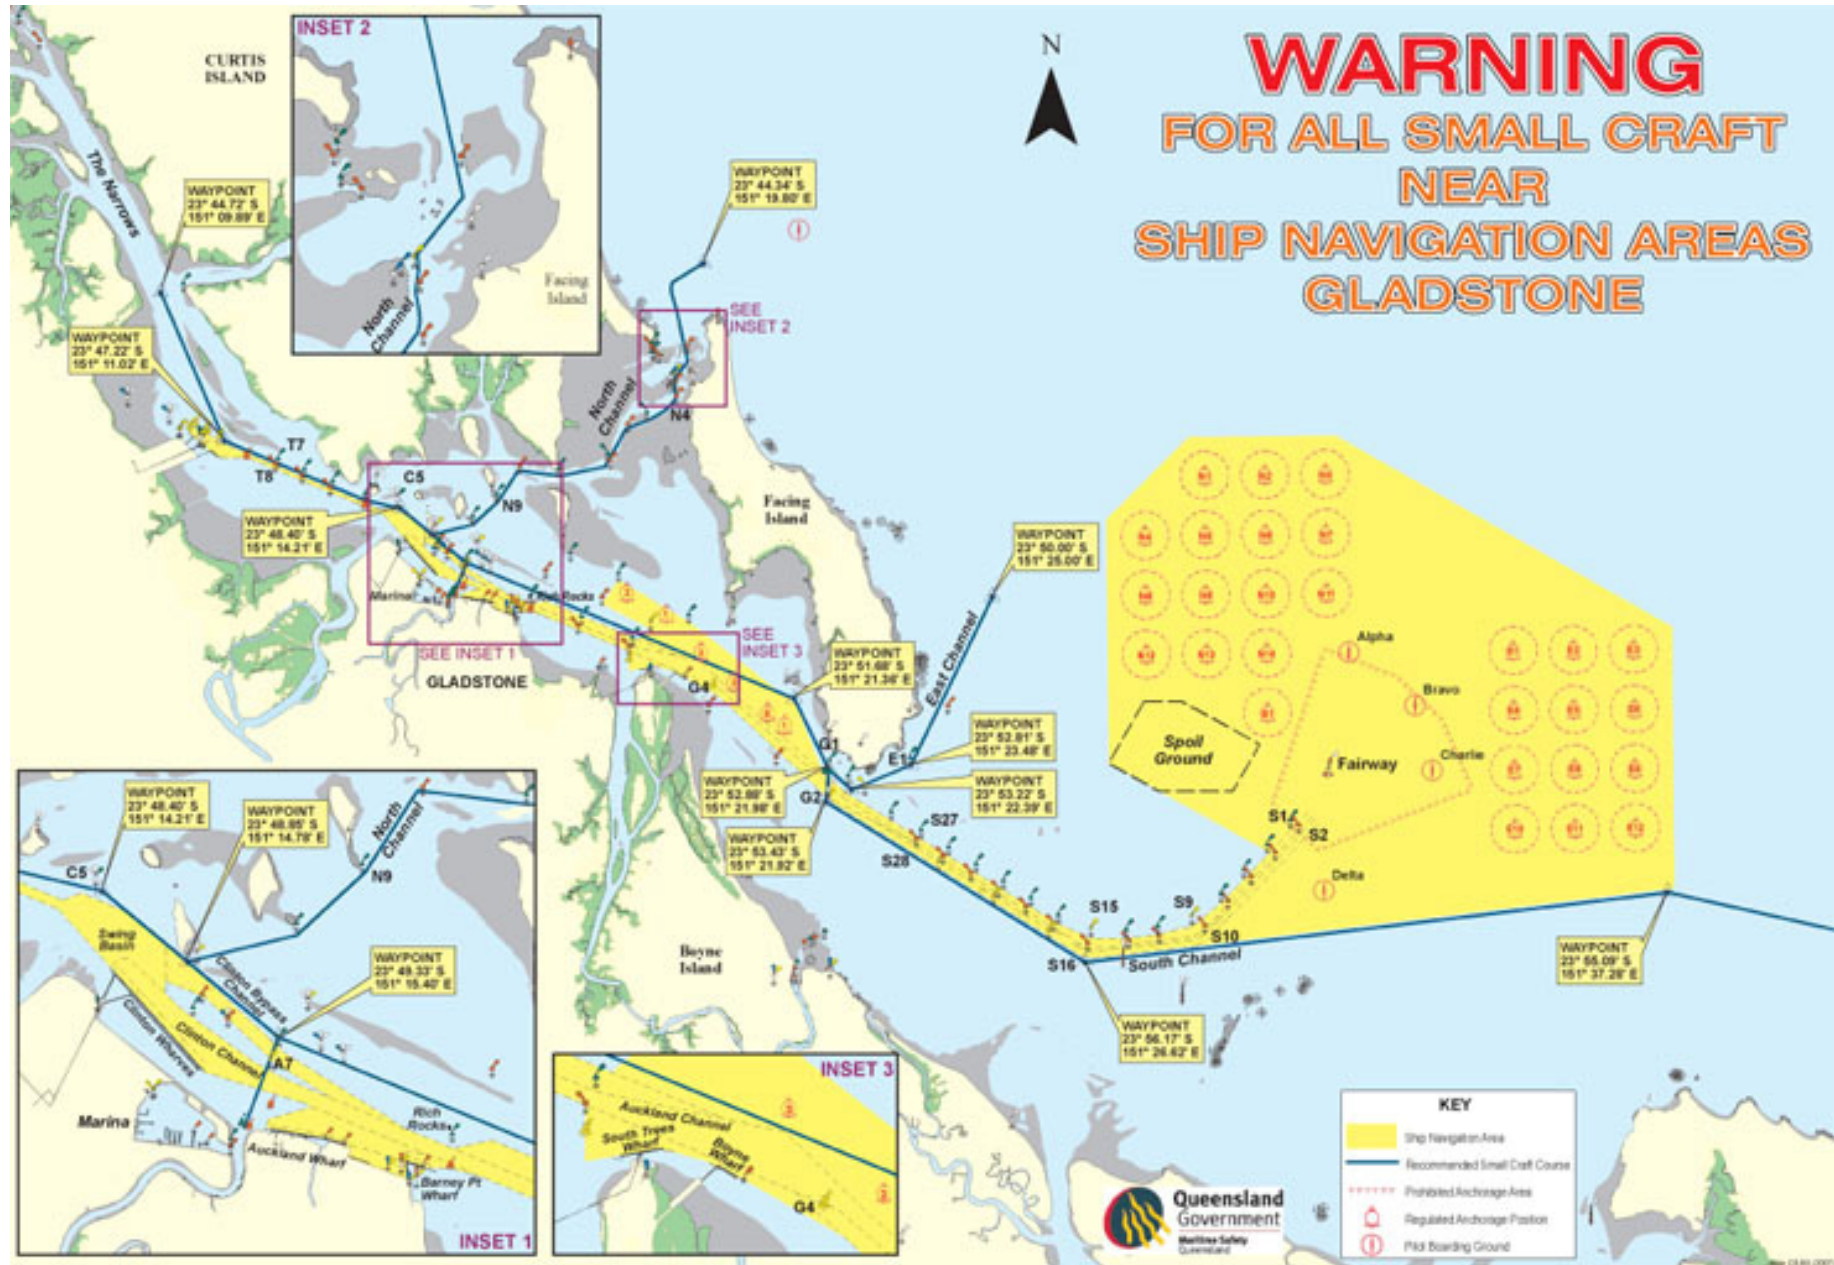 WARNING
FOR ALL SMALL CRAFT
NEAR
SHIP NAVIGATION AREAS
GLADSTONE
N
CURTIS
ISLAND
The Narrows
INSET 2
Facing
Island
North
Channel
WAYPOINT
23° 44.72' S
151° 09.89' E
WAYPOINT
23° 44.34' S
151° 19.80' E
WAYPOINT
23° 47.22' S
151° 11.02' E
SEE
INSET 2
North
Channel
N4
T7
T8
C5
N9
WAYPOINT
23° 48.40' S
151° 14.21' E
Facing
Island
WAYPOINT
23° 50.00' S
151° 25.00' E
Marina
SEE INSET 1
SEE
INSET 3
GLADSTONE
G4
WAYPOINT
23° 51.68' S
151° 21.36' E
East Channel
G1
E1
WAYPOINT
23° 52.81' S
151° 23.48' E
WAYPOINT
23° 52.88' S
151° 21.98' E
G2
WAYPOINT
23° 53.22' S
151° 22.39' E
WAYPOINT
23° 53.43' S
151° 21.92' E
S27
S28
Alpha
Bravo
Charlie
Fairway
Spoil
Ground
S1
S2
Delta
S15
S9
S10
S16
South Channel
WAYPOINT
23° 55.09' S
151° 37.28' E
WAYPOINT
23° 56.17' S
151° 26.62' E
Boyne
Island
WAYPOINT
23° 48.40' S
151° 14.21' E
WAYPOINT
23° 48.85' S
151° 14.78' E
North
Channel
C5
N9
Swing
Basin
WAYPOINT
23° 49.33' S
151° 15.40' E
Clinton Bypass
Channel
Clinton Channel
Clinton Wharves
A7
Marina
Rich
Rocks
Auckland Wharf
Barney Pt
Wharf
INSET 1
INSET 3
Auckland Channel
South Trees
Wharf
Boyne
Wharf
G4
Queensland
Government
Maritime Safety
Queensland
KEY
Ship Navigation Area
Recommended Small Craft Course
Prohibited Anchorage Area
Regulated Anchorage Position
Pilot Boarding Ground